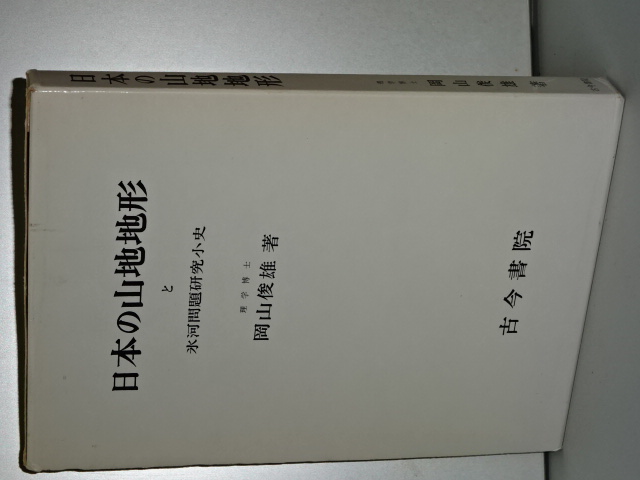 日本の山地地形
と
氷河問題研究小史
理学博士
岡山俊雄 著
古今書院
日本の山地地形
岡山俊雄 著